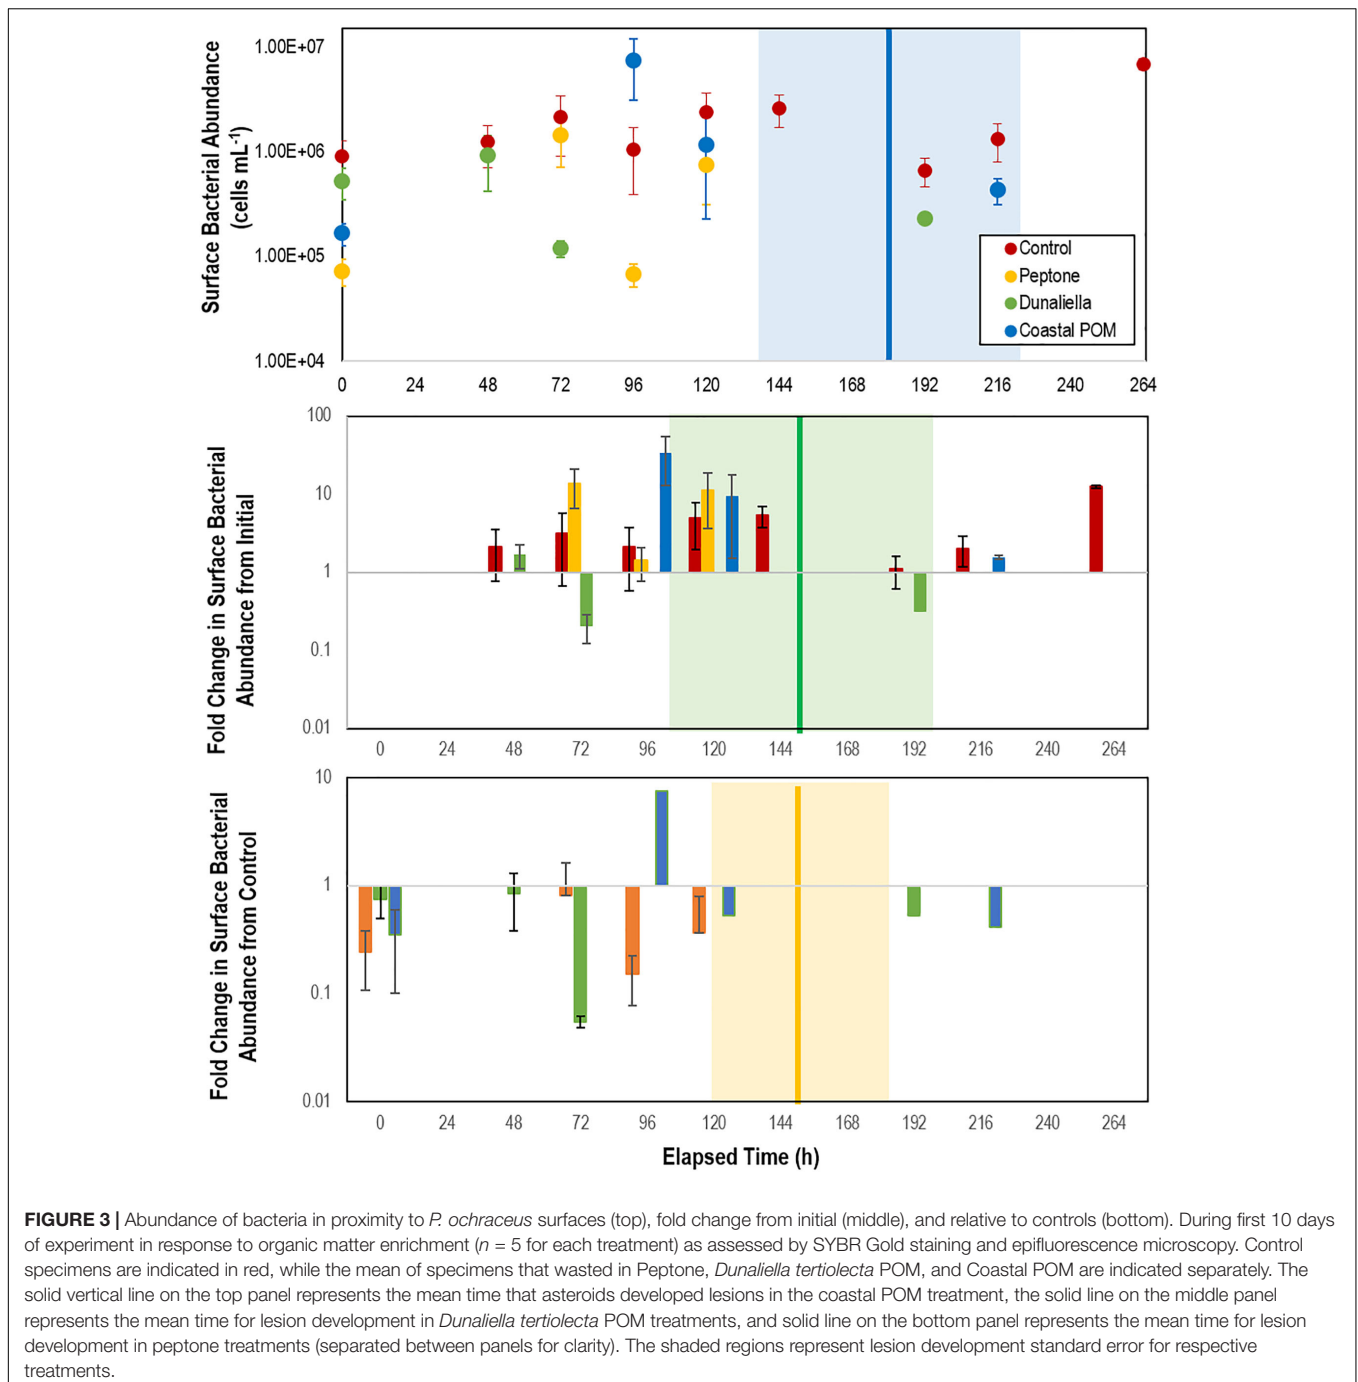 Surface Bacterial Abundance
(cells mL-1)
1.00E+07
1.00E+06
1.00E+05
1.00E+04
Control
Peptone
Dunaliella
Coastal POM
0 24 48 72 96 120 144 168 192 216 240 264
Fold Change in Surface Bacterial
Abundance from Initial
100
10
1
0.1
0.01
0 24 48 72 96 120 144 168 192 216 240 264
Fold Change in Surface Bacterial
Abundance from Control
10
1
0.1
0.01
0 24 48 72 96 120 144 168 192 216 240 264
Elapsed Time (h)
FIGURE 3 | Abundance of bacteria in proximity to P. ochraceus surfaces (top), fold change from initial (middle), and relative to controls (bottom). During first 10 days
of experiment in response to organic matter enrichment (n = 5 for each treatment) as assessed by SYBR Gold staining and epifluorescence microscopy. Control
specimens are indicated in red, while the mean of specimens that wasted in Peptone, Dunaliella tertiolecta POM, and Coastal POM are indicated separately. The
solid vertical line on the top panel represents the mean time that asteroids developed lesions in the coastal POM treatment, the solid line on the middle panel
represents the mean time for lesion development in Dunaliella tertiolecta POM treatments, and solid line on the bottom panel represents the mean time for lesion
development in peptone treatments (separated between panels for clarity). The shaded regions represent lesion development standard error for respective
treatments.